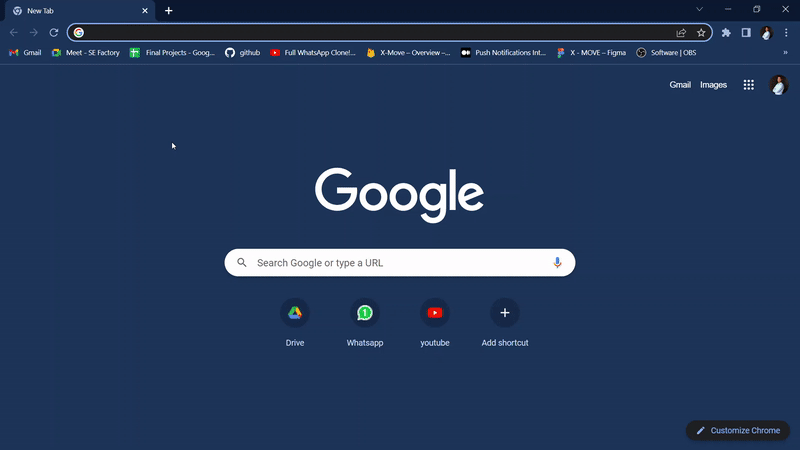 New Tab
Gmail
Meet - SE Factory
Final Projects - Goog...
github
Full WhatsApp Clone!...
X-Move – Overview –...
Push Notifications Int...
X - MOVE – Figma
Software | OBS
»
Gmail Images
Google
Search Google or type a URL
1
Drive
Whatsapp
youtube
Add shortcut
Customize Chrome